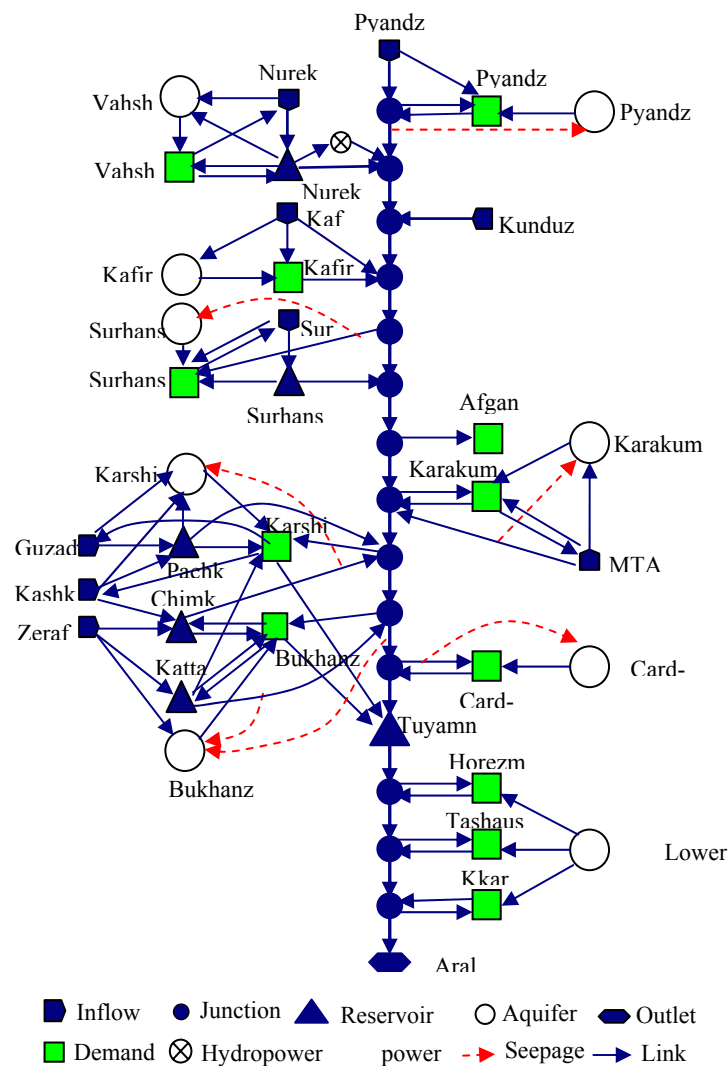 Pyandz
Nurek
Vahsh
Pyandz
Pyandz
Vahsh
Nurek
Kaf
Kunduz
Kafir
Kafir
Surhans
Sur
Surhans
Surhans
Afgan
Karakum
Karakum
Karshi
Karshi
Guzad
Pachk
MTA
Kashk
Chimk
Zeraf
Bukhanz
Katta
Card-
Card-
Tuyamn
Bukhanz
Horezm
Tashaus
Lower
Kkar
Aral
Inflow Junction Reservoir Aquifer Outlet
Demand Hydropower power Seepage Link